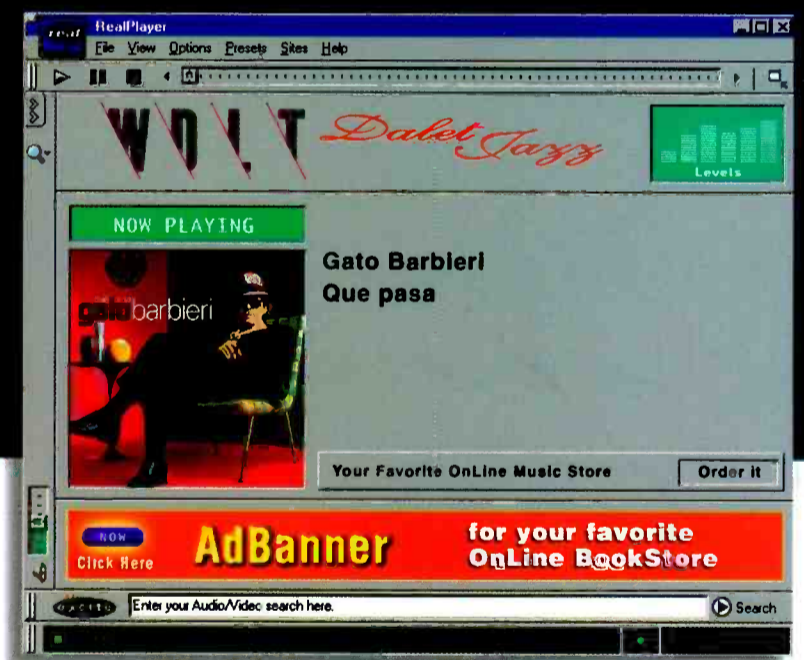 real
RealPlayer
File View Options Presets Sites Help
WDLT Dalet Jazz
Levels
NOW PLAYING
Gato Barbieri
Que pasa
gato barbieri
Your Favorite OnLine Music Store
Order it
NOW
Click Here
AdBanner
for your favorite
OnLine BookStore
excite
Enter your Audio/Video search here.
Search